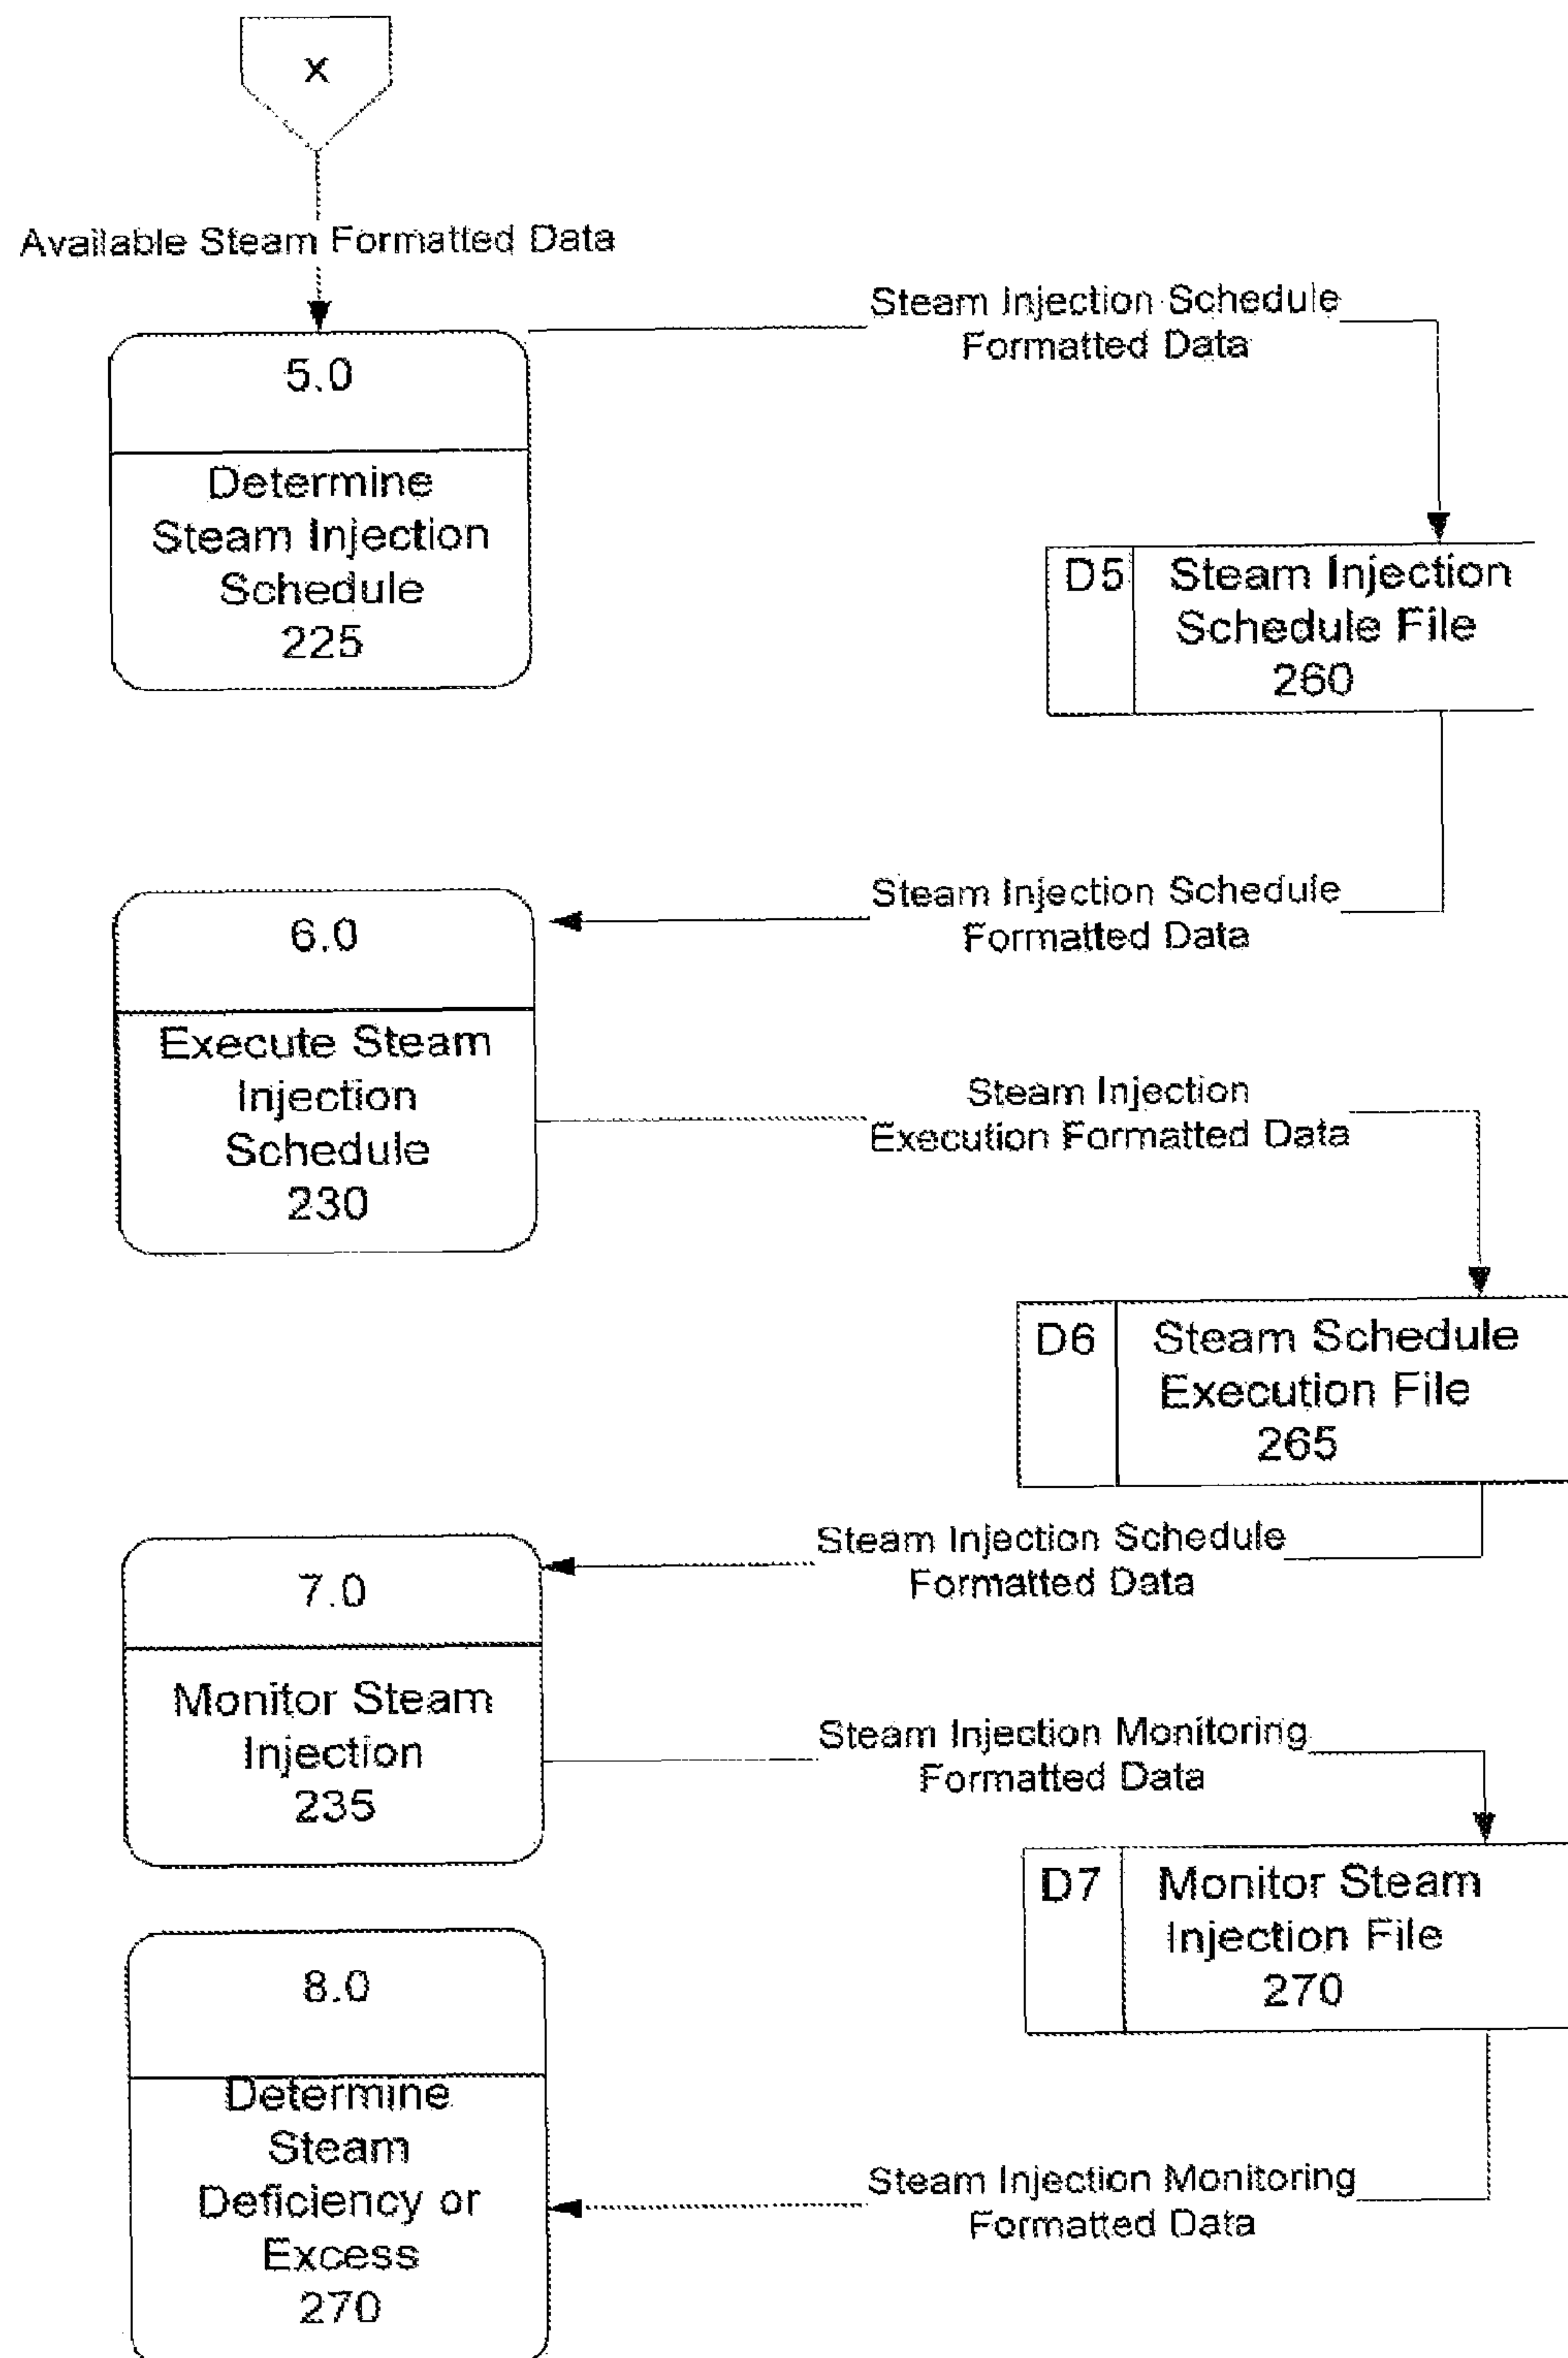 x
Available Steam Formatted Data
5.0
Determine
Steam Injection
Schedule
225
Steam Injection Schedule
Formatted Data
D5
Steam Injection
Schedule File
260
Steam Injection Schedule
Formatted Data
6.0
Execute Steam
Injection
Schedule
230
Steam Injection
Execution Formatted Data
D6
Steam Schedule
Execution File
265
Steam Injection Schedule
Formatted Data
7.0
Monitor Steam
Injection
235
Steam Injection Monitoring
Formatted Data
D7
Monitor Steam
Injection File
270
8.0
Determine
Steam
Deficiency or
Excess
270
Steam Injection Monitoring
Formatted Data